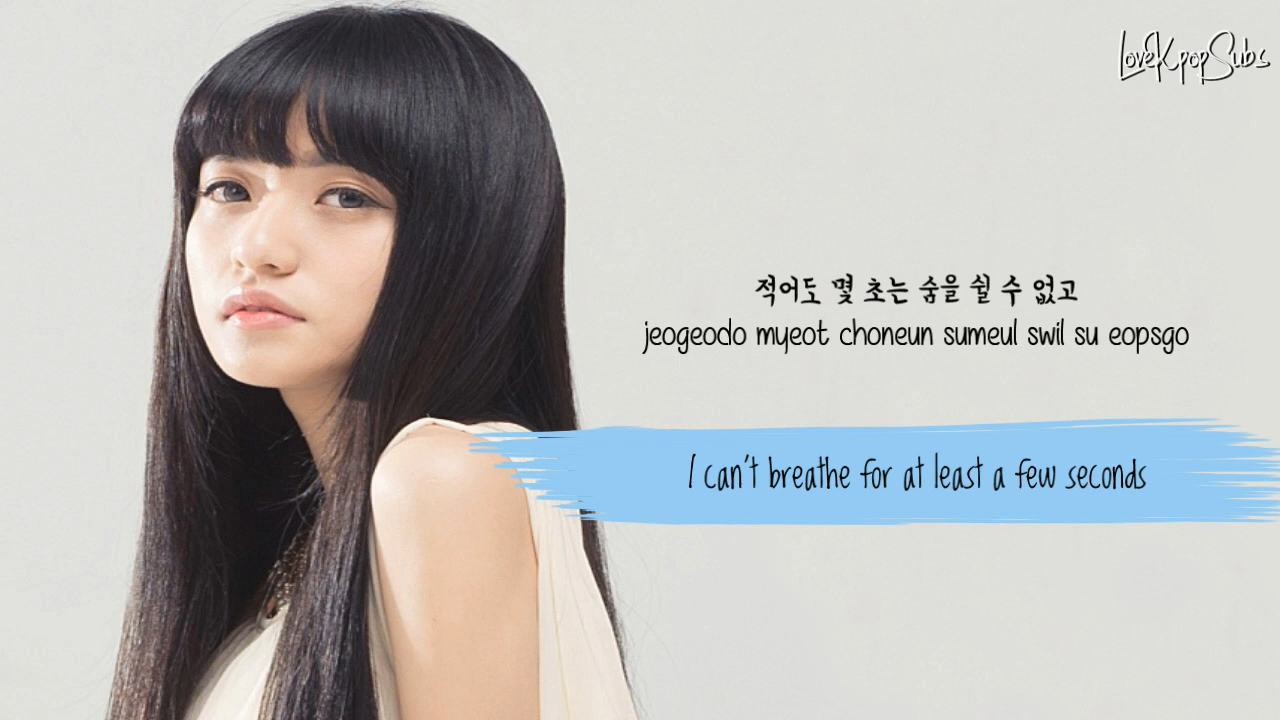 LoveKpopSubs
적어도 몇 초는 숨을 쉴 수 없고
jeogeodo myeot choneun sumeul swil su eopsgo
I can't breathe for at least a few seconds